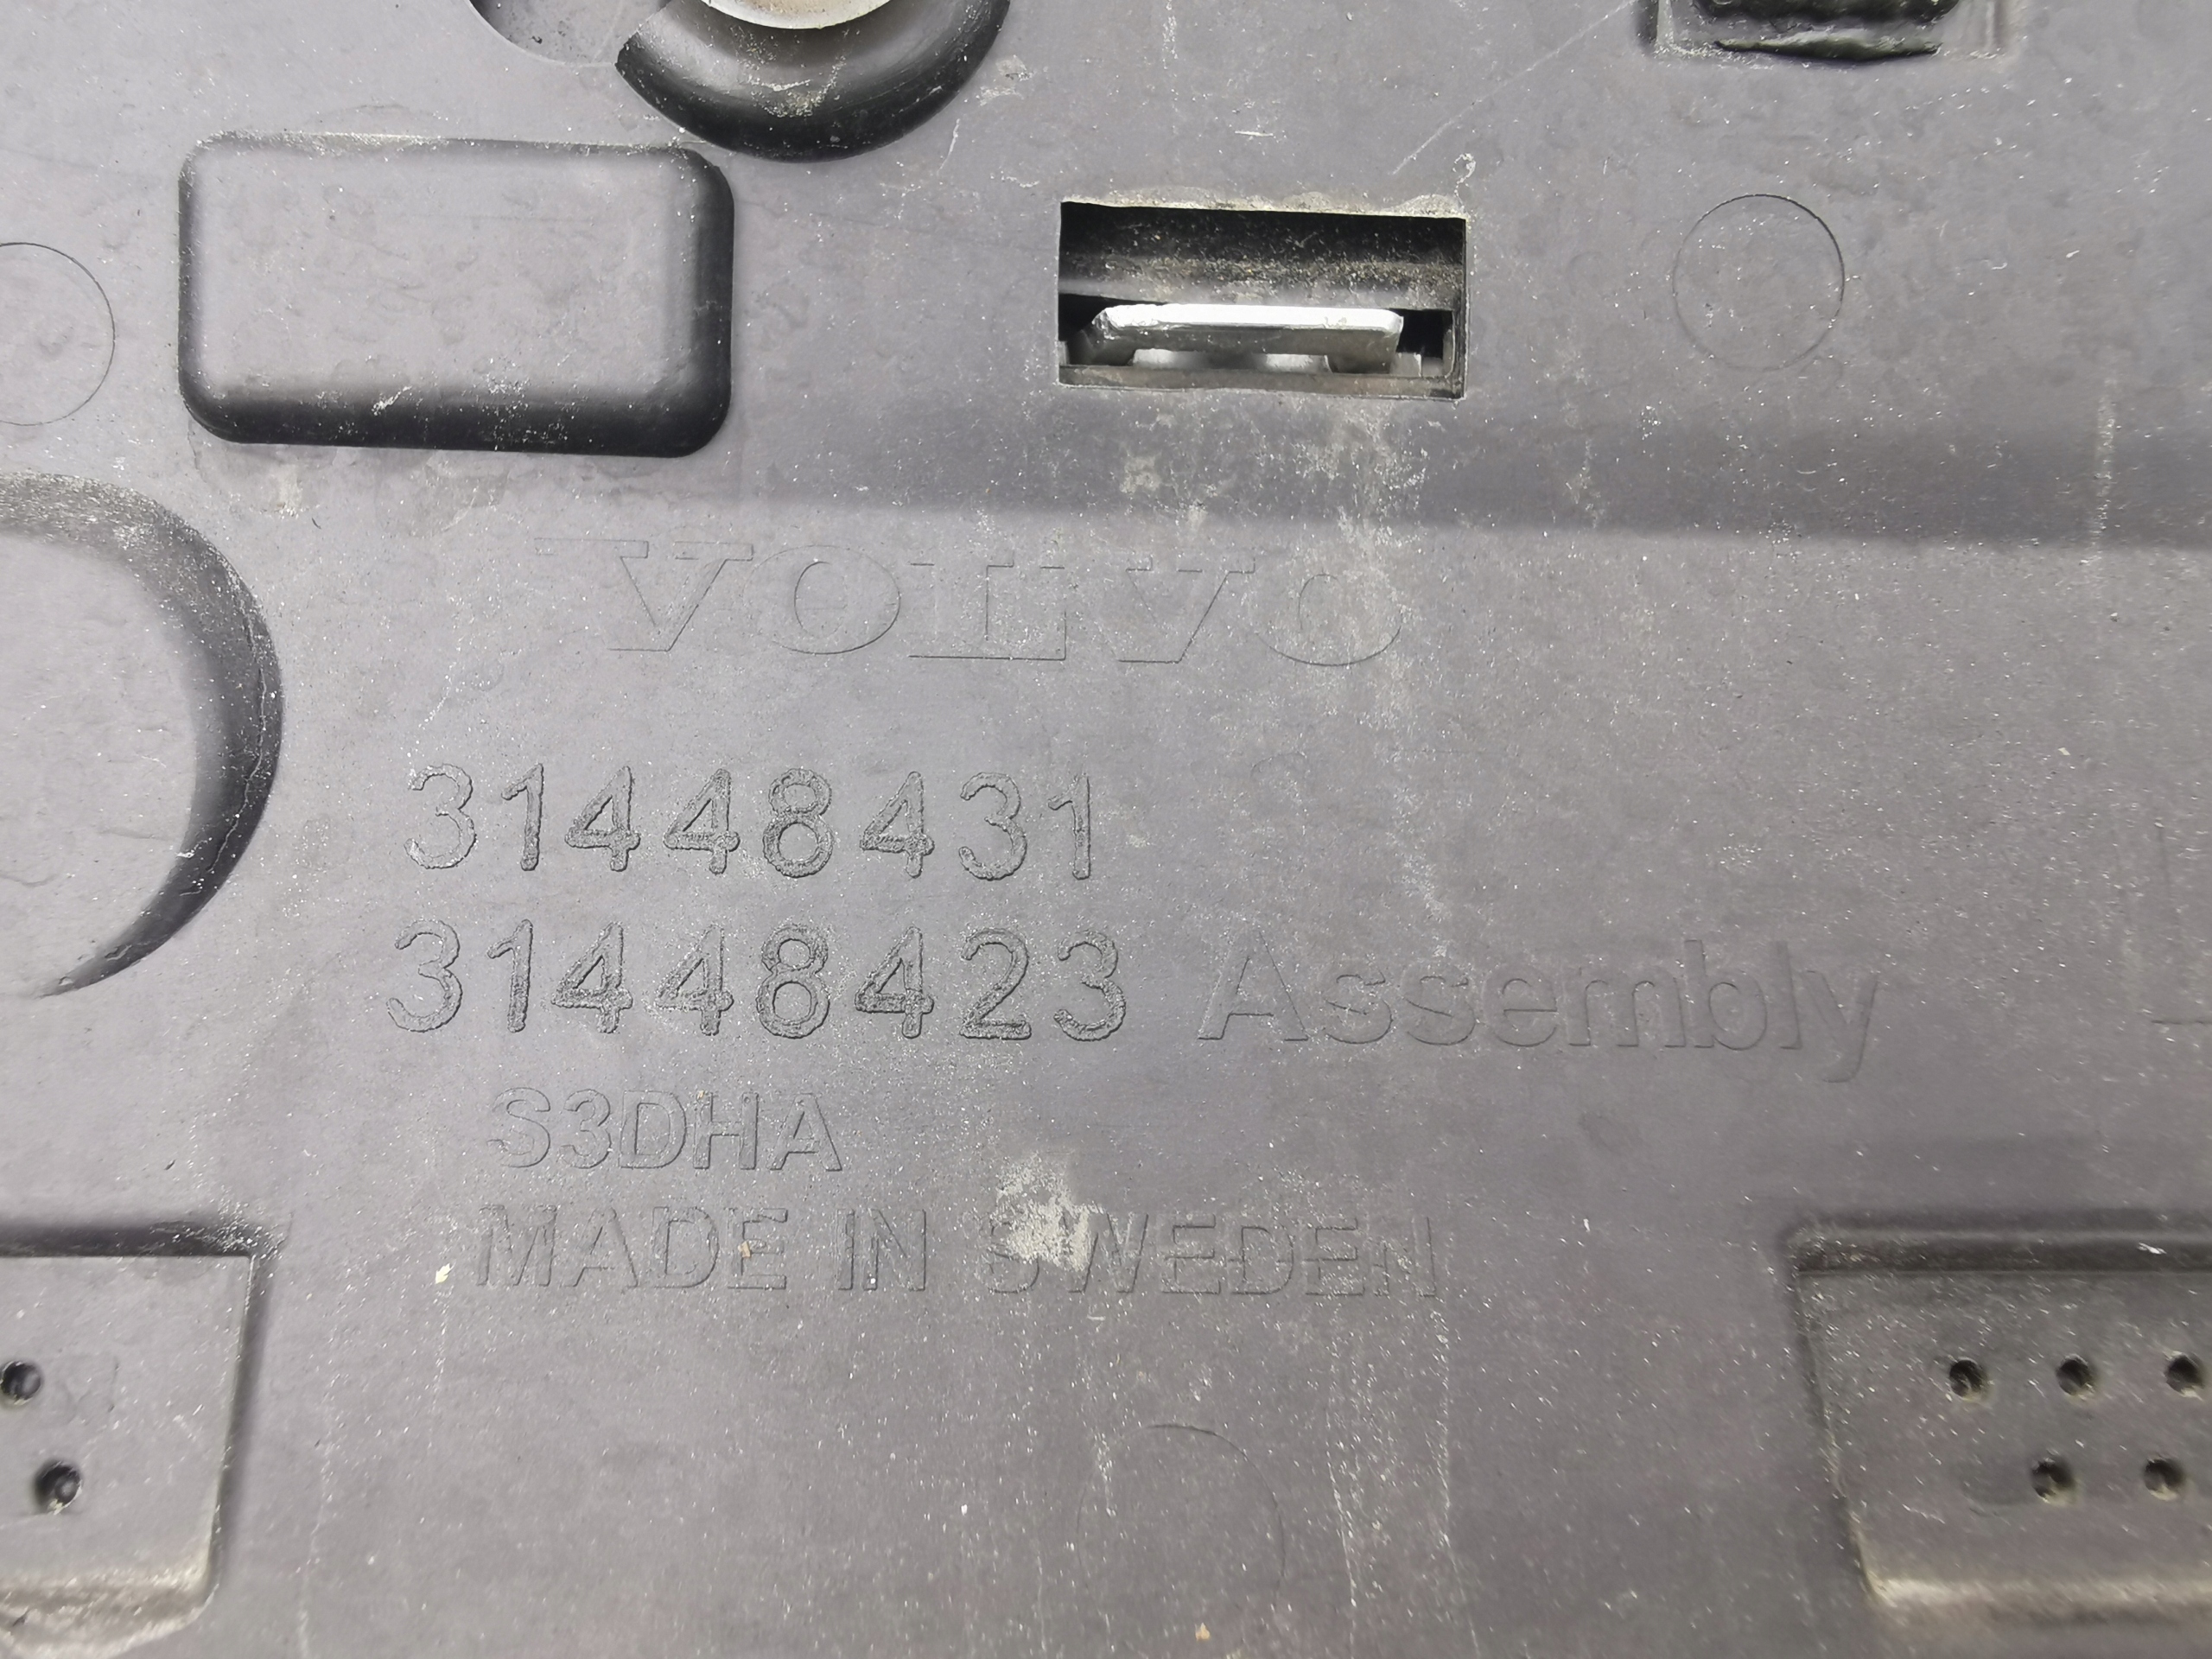 VOLVO
31448431
31448423 Assembly
S3DHA
MADE IN SWEDEN